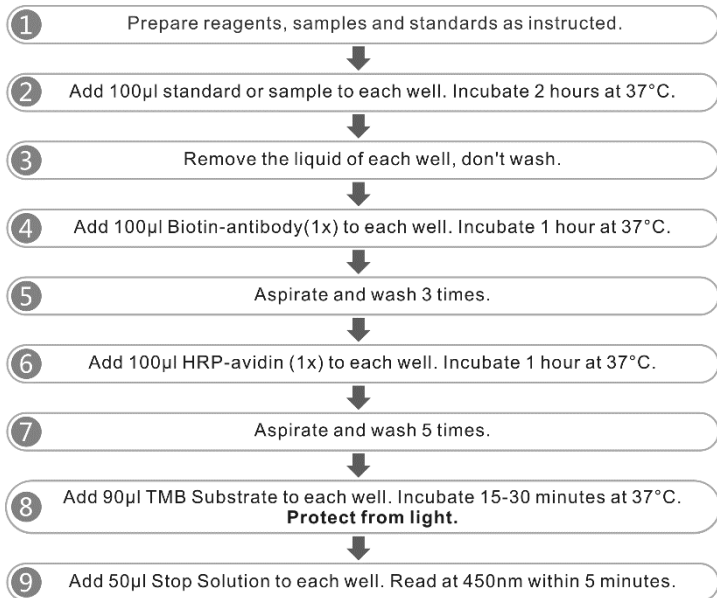 1 Prepare reagents, samples and standards as instructed.
2 Add 100μl standard or sample to each well. Incubate 2 hours at 37°C.
3 Remove the liquid of each well, don't wash.
4 Add 100μl Biotin-antibody(1x) to each well. Incubate 1 hour at 37°C.
5 Aspirate and wash 3 times.
6 Add 100μl HRP-avidin (1x) to each well. Incubate 1 hour at 37°C.
7 Aspirate and wash 5 times.
8 Add 90μl TMB Substrate to each well. Incubate 15-30 minutes at 37°C.
Protect from light.
9 Add 50μl Stop Solution to each well. Read at 450nm within 5 minutes.